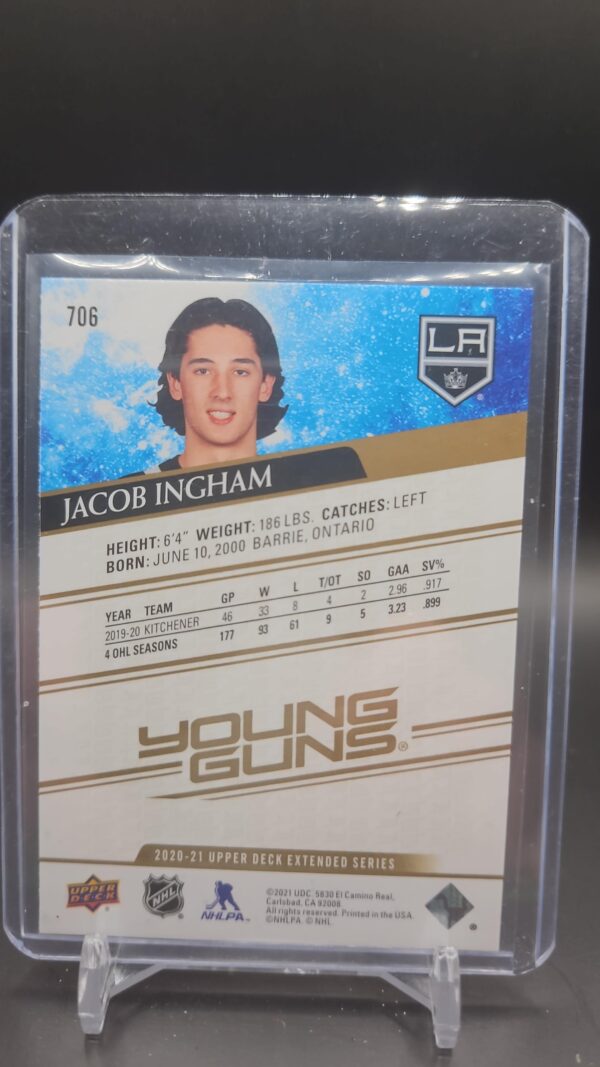 706
LA
JACOB INGHAM
HEIGHT: 6'4" WEIGHT: 186 LBS. CATCHES: LEFT
BORN: JUNE 10, 2000 BARRIE, ONTARIO
YEAR TEAM GP W L T/OT SO GAA SV%
2019-20 KITCHENER 46 33 8 4 2 2.96 .917
4 OHL SEASONS 177 93 61 9 5 3.23 .899
YOUNG
GUNS®
2020-21 UPPER DECK EXTENDED SERIES
UPPER
DECK
NHL
NHLPA
©2021 UDC. 5830 El Camino Real,
Carlsbad, CA 92008.
All rights reserved. Printed in the USA.
©NHLPA. © NHL.